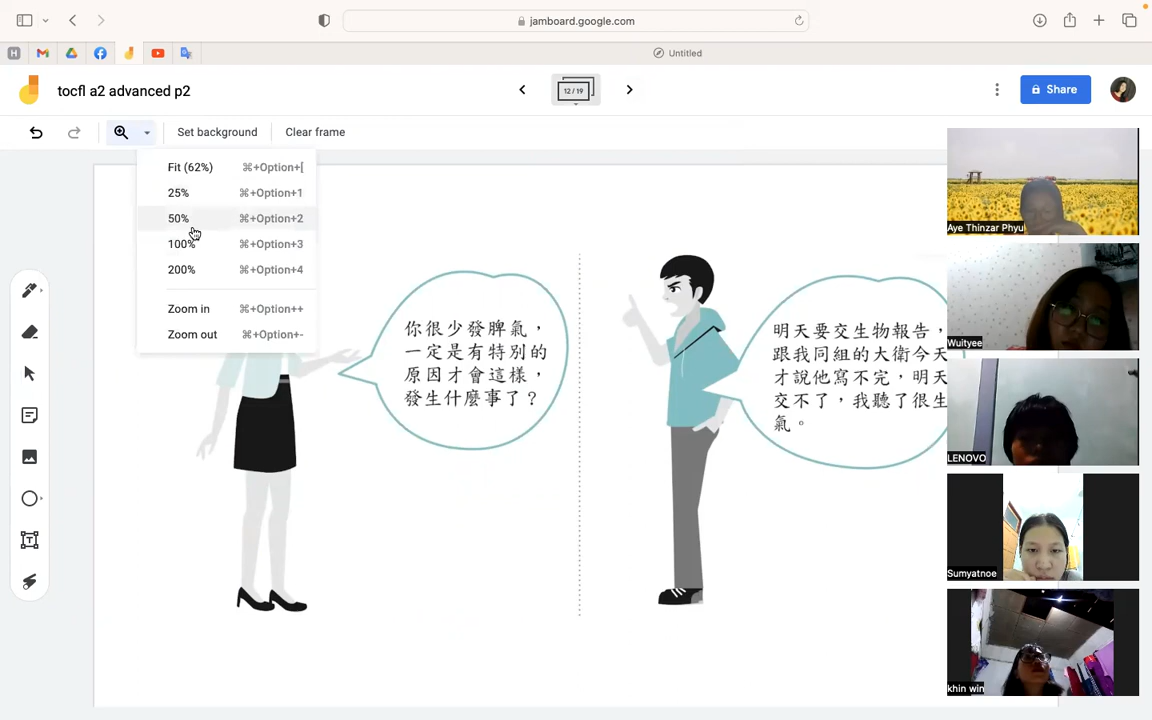 jamboard.google.com
H
Untitled
tocfl a2 advanced p2
12 / 19
Share
Set background
Clear frame
Fit (62%) ⌘+Option+[
25% ⌘+Option+1
50% ⌘+Option+2
100% ⌘+Option+3
200% ⌘+Option+4
Zoom in ⌘+Option++
Zoom out ⌘+Option+-
你很少發脾氣，
一定是有特別的
原因才會這樣，
發生什麼事了？
明天要交生物報告，
跟我同組的大衛今天
才說他寫不完，明天
交不了，我聽了很生
氣。
Aye Thinzar Phyu
Wuityee
LENOVO
Sumyatnoe
khin win